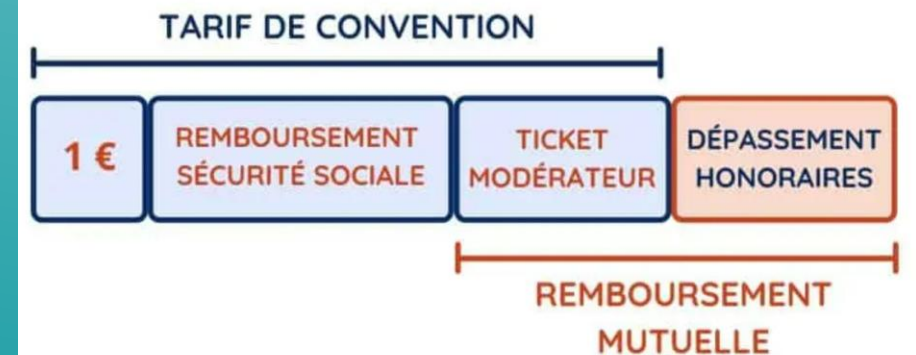 TARIF DE CONVENTION
1 €
REMBOURSEMENT
SÉCURITÉ SOCIALE
TICKET
MODÉRATEUR
DÉPASSEMENT
HONORAIRES
REMBOURSEMENT
MUTUELLE